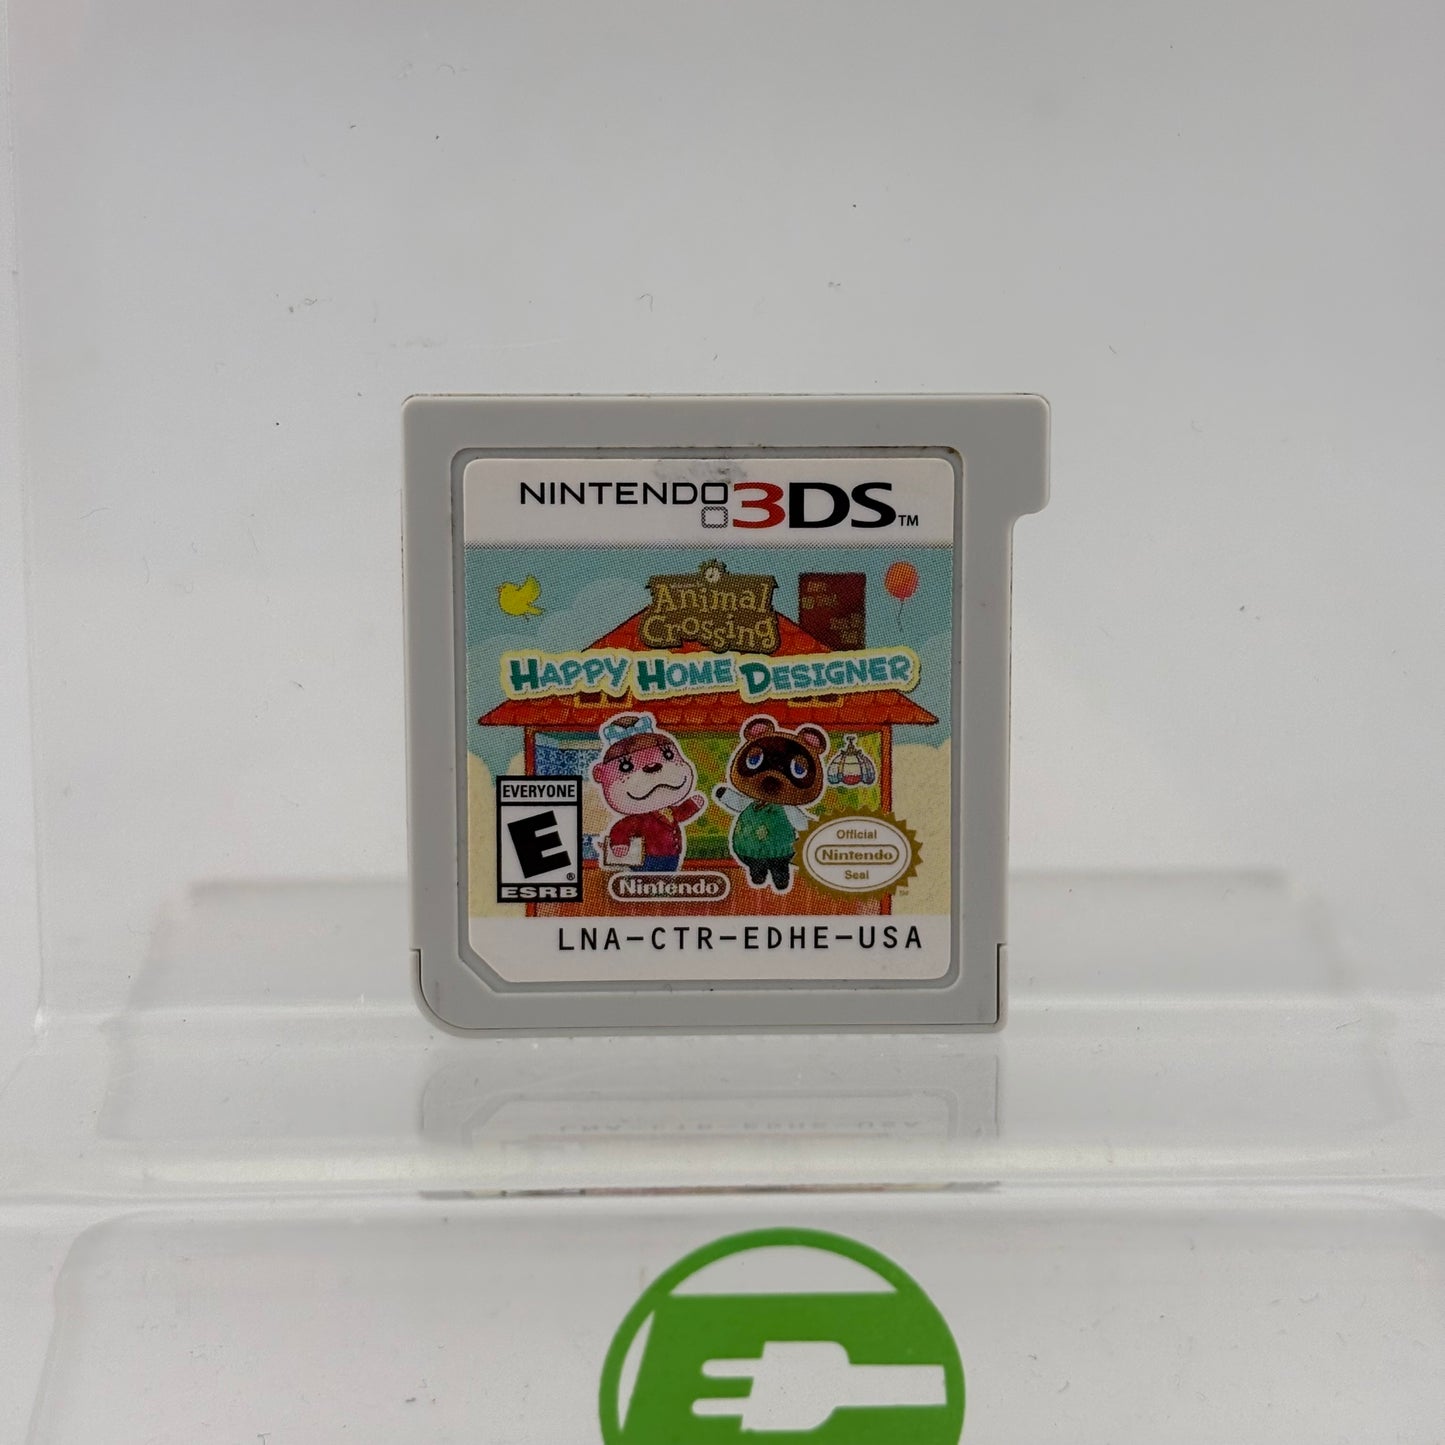 NINTENDO 3DS™
Animal
Crossing
HAPPY HOME DESIGNER
EVERYONE
E
®
ESRB
Nintendo
Official
Nintendo
Seal
LNA-CTR-EDHE-USA